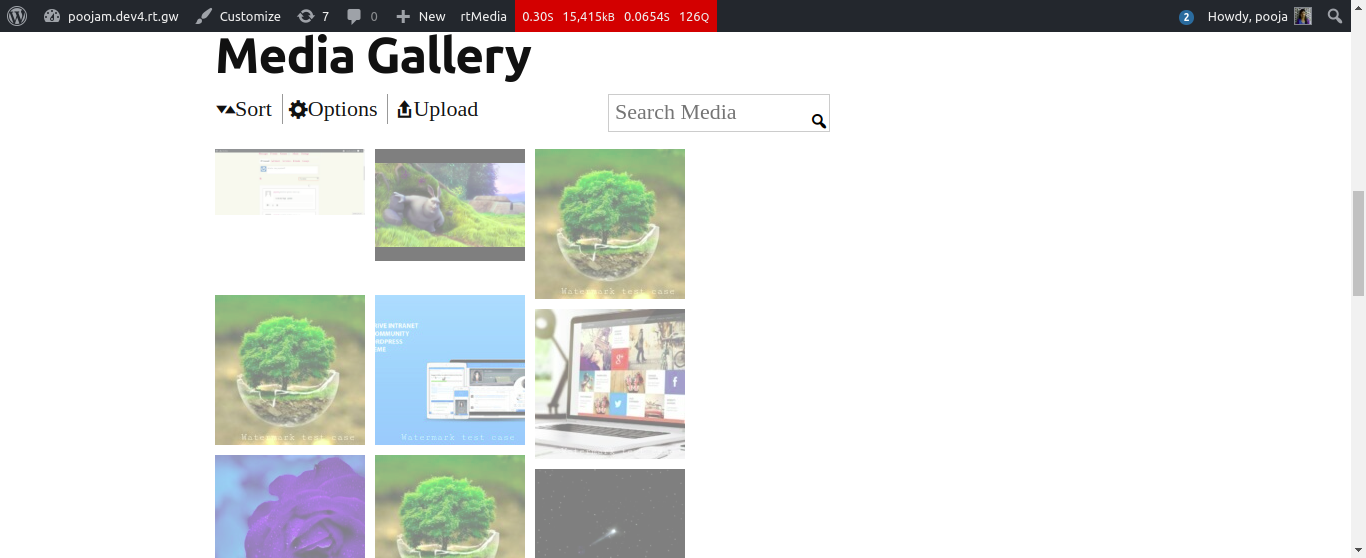 poojam.dev4.rt.gw Customize 7 0 New rtMedia 0.30S 15,415KB 0.0654S 126Q 2 Howdy, pooja
Media Gallery
Sort Options Upload Search Media
Watermark test case
IVE INTRANET
OMMUNITY
RDPRESS
EME
Watermark test case Watermark test case